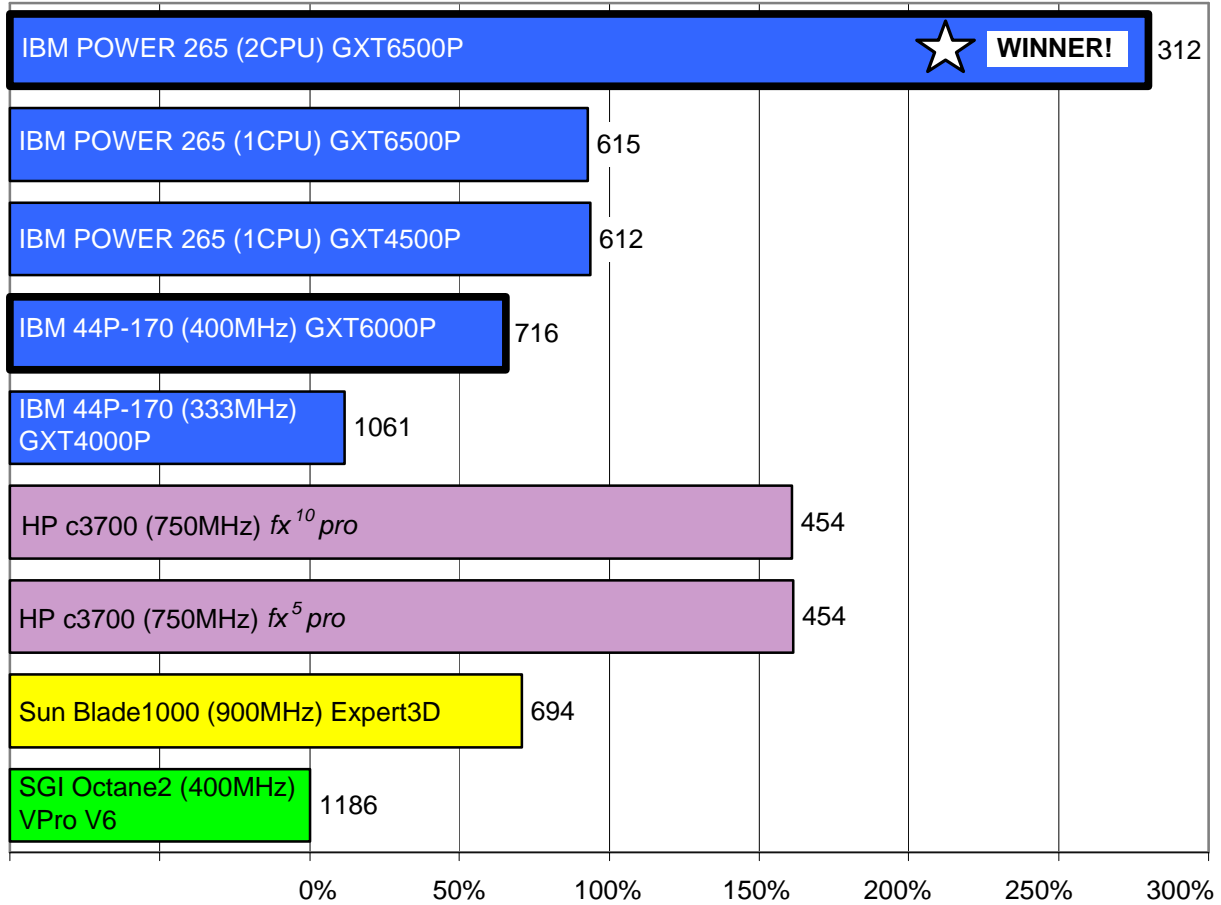 IBM POWER 265 (2CPU) GXT6500P WINNER! 312
IBM POWER 265 (1CPU) GXT6500P 615
IBM POWER 265 (1CPU) GXT4500P 612
IBM 44P-170 (400MHz) GXT6000P 716
IBM 44P-170 (333MHz)
GXT4000P 1061
HP c3700 (750MHz) fx¹⁰ pro 454
HP c3700 (750MHz) fx⁵ pro 454
Sun Blade1000 (900MHz) Expert3D 694
SGI Octane2 (400MHz)
VPro V6 1186
0% 50% 100% 150% 200% 250% 300%